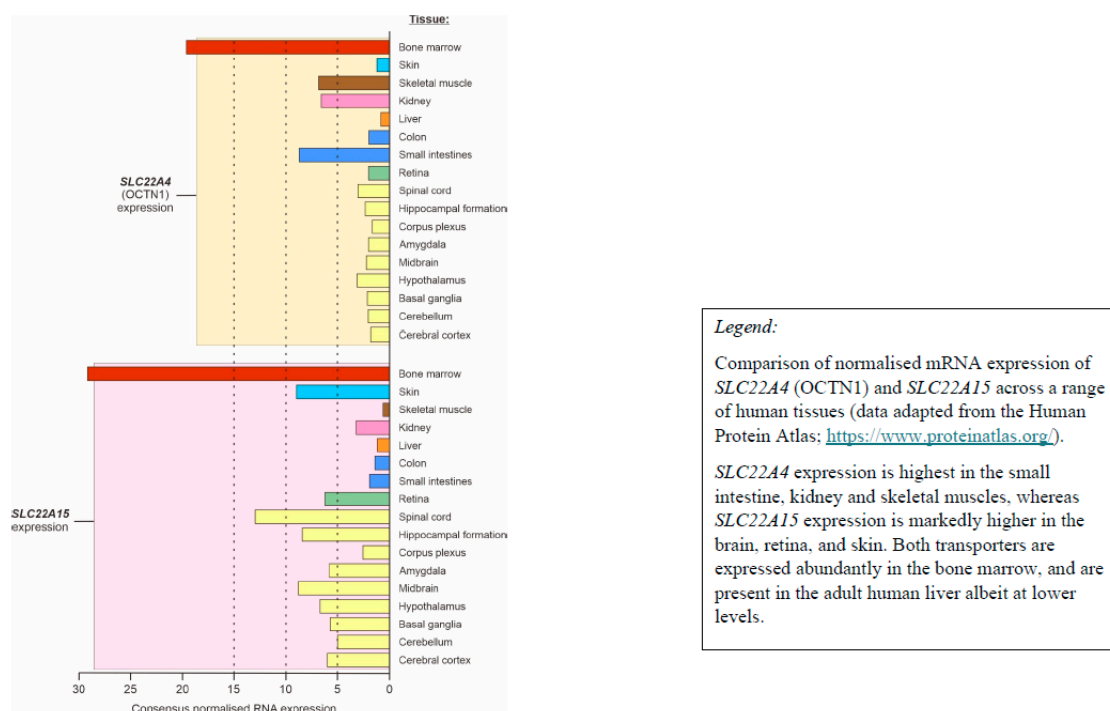 Tissue:
Bone marrow
Skin
Skeletal muscle
Kidney
Liver
Colon
Small intestines
Retina
Spinal cord
Hippocampal formation
Corpus plexus
Amygdala
Midbrain
Hypothalamus
Basal ganglia
Cerebellum
Cerebral cortex
SLC22A4
(OCTN1)
expression
Bone marrow
Skin
Skeletal muscle
Kidney
Liver
Colon
Small intestines
Retina
Spinal cord
Hippocampal formation
Corpus plexus
Amygdala
Midbrain
Hypothalamus
Basal ganglia
Cerebellum
Cerebral cortex
SLC22A15
expression
30 25 20 15 10 5 0
Consensus normalised RNA expression
Legend:
Comparison of normalised mRNA expression of
SLC22A4 (OCTN1) and SLC22A15 across a range
of human tissues (data adapted from the Human
Protein Atlas; https://www.proteinatlas.org/).
SLC22A4 expression is highest in the small
intestine, kidney and skeletal muscles, whereas
SLC22A15 expression is markedly higher in the
brain, retina, and skin. Both transporters are
expressed abundantly in the bone marrow, and are
present in the adult human liver albeit at lower
levels.